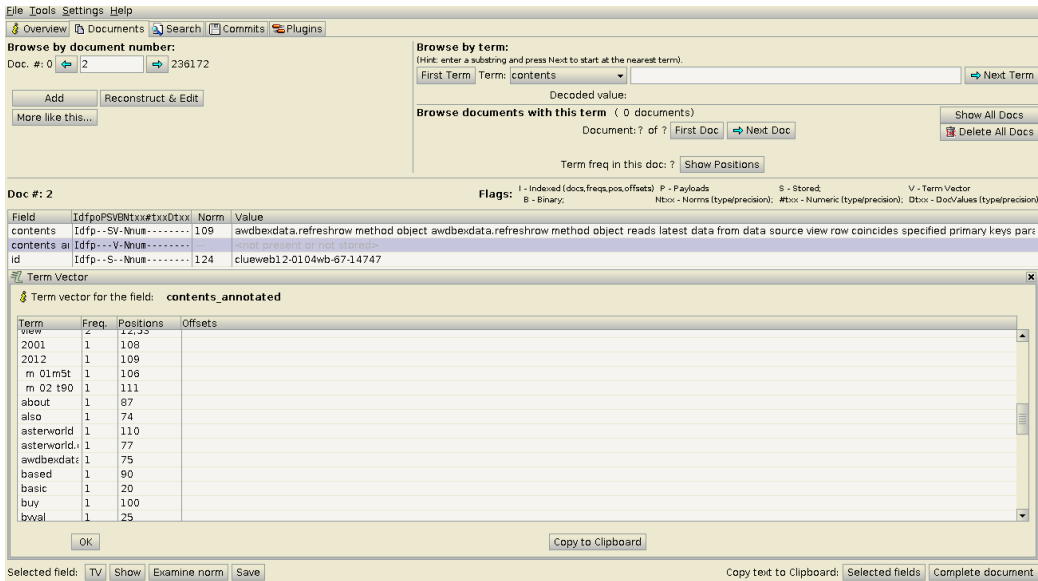 File Tools Settings Help
Overview Documents Search Commits Plugins
Browse by document number:
Doc. #: 0 2 236172
Add Reconstruct & Edit
More like this...
Browse by term:
(Hint: enter a substring and press Next to start at the nearest term).
First Term Term: contents Next Term
Decoded value:
Browse documents with this term ( 0 documents) Show All Docs
Document: ? of ? First Doc Next Doc Delete All Docs
Term freq in this doc: ? Show Positions
Doc #: 2 Flags: I - Indexed (docs,freqs,pos,offsets) P - Payloads S - Stored; V - Term Vector
B - Binary; Ntxx - Norms (type/precision); #txx - Numeric (type/precision); Dtxx - DocValues (type/precision)
Field IdfpoPSVBNtxx#txxDtxx Norm Value
contents Idfp--SV-Nnum-------- 109 awdbexdata.refreshrow method object awdbexdata.refreshrow method object reads latest data from data source view row coincides specified primary keys para
contents ai Idfp---V-Nnum-------- --- <not present or not stored>
id Idfp--S--Nnum-------- 124 clueweb12-0104wb-67-14747
Term Vector
Term vector for the field: contents_annotated
Term Freq. Positions Offsets
view 2 12,53
2001 1 108
2012 1 109
m 01m5t 1 106
m 02 t90 1 111
about 1 87
also 1 74
asterworld 1 110
asterworld. 1 77
awdbexdata 1 75
based 1 90
basic 1 20
buy 1 100
byval 1 25
OK Copy to Clipboard
Selected field: TV Show Examine norm Save Copy text to Clipboard: Selected fields Complete document